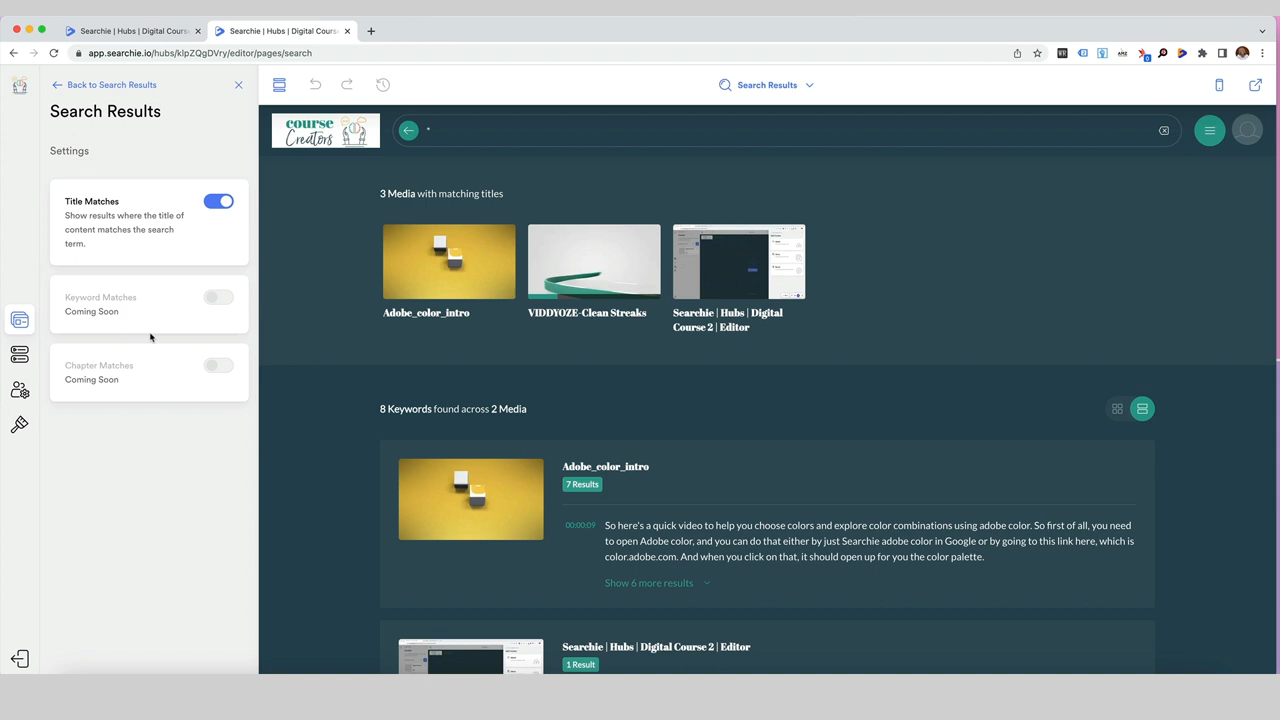 Searchie | Hubs | Digital Cours
Searchie | Hubs | Digital Cours
app.searchie.io/hubs/klpZQgDVry/editor/pages/search
Back to Search Results
Search Results
Search Results
Settings
Title Matches
Show results where the title of
content matches the search
term.
Keyword Matches
Coming Soon
Chapter Matches
Coming Soon
course
Creators
*
3 Media with matching titles
Adobe_color_intro
VIDDYOZE-Clean Streaks
Searchie | Hubs | Digital
Course 2 | Editor
8 Keywords found across 2 Media
Adobe_color_intro
7 Results
00:00:09
So here's a quick video to help you choose colors and explore color combinations using adobe color. So first of all, you need
to open Adobe color, and you can do that either by just Searchie adobe color in Google or by going to this link here, which is
color.adobe.com. And when you click on that, it should open up for you the color palette.
Show 6 more results
Searchie | Hubs | Digital Course 2 | Editor
1 Result